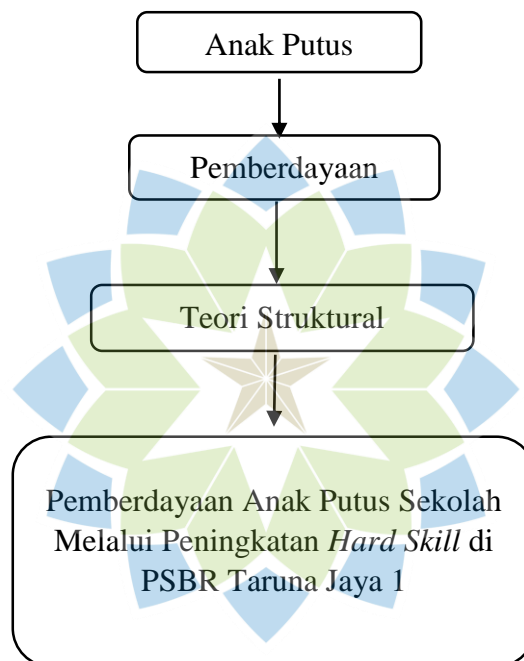 Anak Putus
Pemberdayaan
Teori Struktural
Pemberdayaan Anak Putus Sekolah
Melalui Peningkatan Hard Skill di
PSBR Taruna Jaya 1